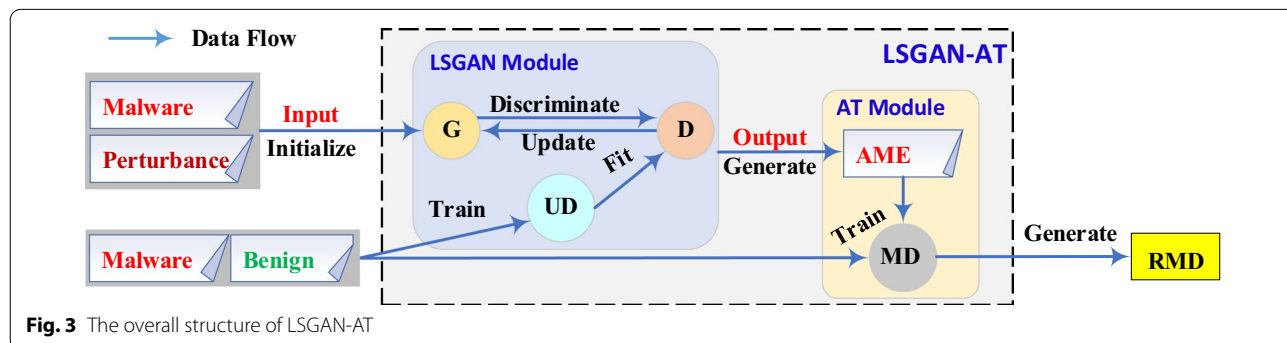 Data Flow
LSGAN-AT
LSGAN Module
Malware
Perturbance
Input
Initialize
G
Discriminate
Update
D
Fit
UD
Train
Output
Generate
AT Module
AME
Train
MD
Malware
Benign
Generate
RMD
Fig. 3 The overall structure of LSGAN-AT